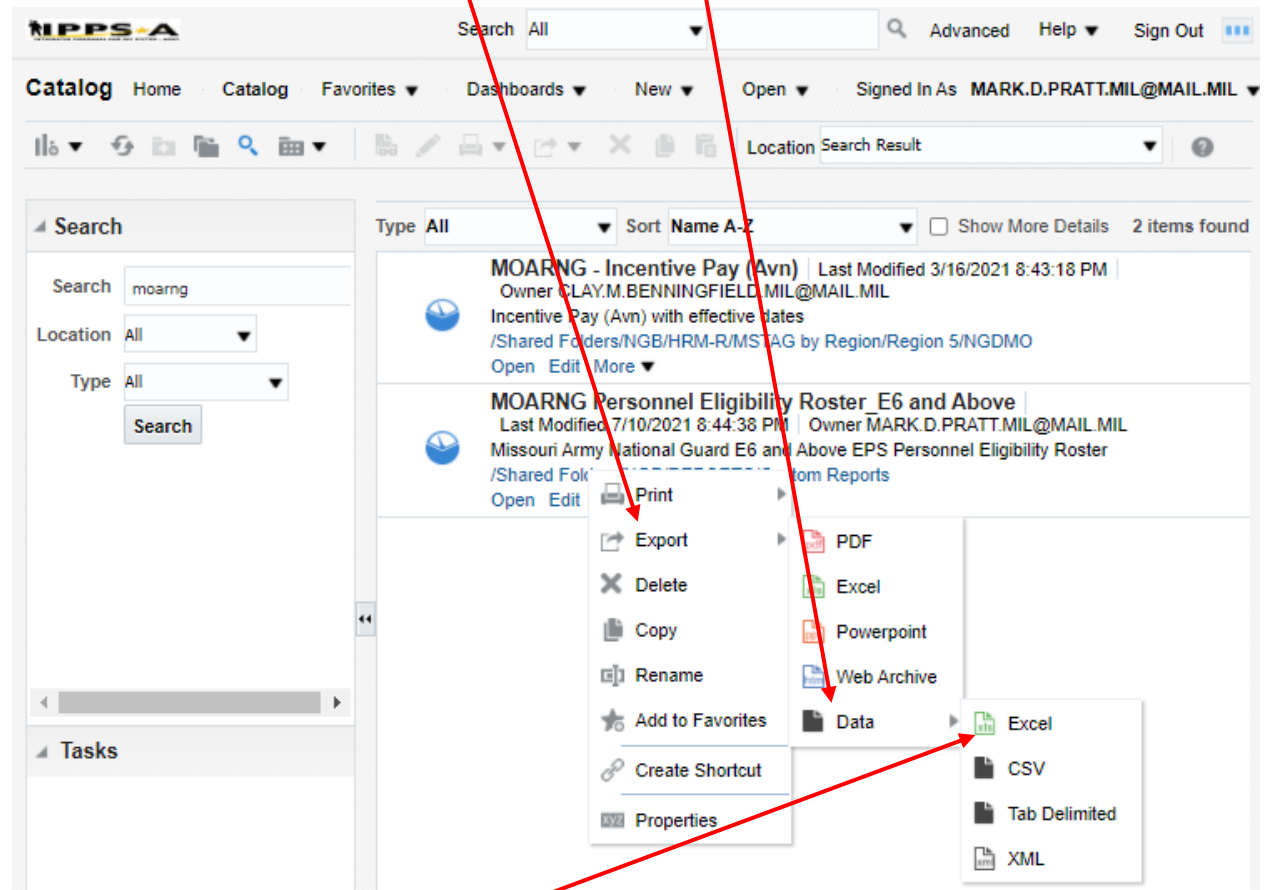 IPPS-A
Search All Advanced Help Sign Out
Catalog Home Catalog Favorites Dashboards New Open Signed In As MARK.D.PRATT.MIL@MAIL.MIL
Location Search Result
Search
Search moarng
Location All
Type All
Search
Tasks
Type All Sort Name A-Z Show More Details 2 items found
MOARNG - Incentive Pay (Avn) Last Modified 3/16/2021 8:43:18 PM
Owner CLAY.M.BENNINGFIELD.MIL@MAIL.MIL
Incentive Pay (Avn) with effective dates
/Shared Folders/NGB/HRM-R/MSTAG by Region/Region 5/NGDMO
Open Edit More
MOARNG Personnel Eligibility Roster_E6 and Above
Last Modified 7/10/2021 8:44:38 PM Owner MARK.D.PRATT.MIL@MAIL.MIL
Missouri Army National Guard E6 and Above EPS Personnel Eligibility Roster
/Shared Reports
Open Edit
Print
Export
Delete
Copy
Rename
Add to Favorites
Create Shortcut
Properties
PDF
Excel
Powerpoint
Web Archive
Data
Excel
CSV
Tab Delimited
XML